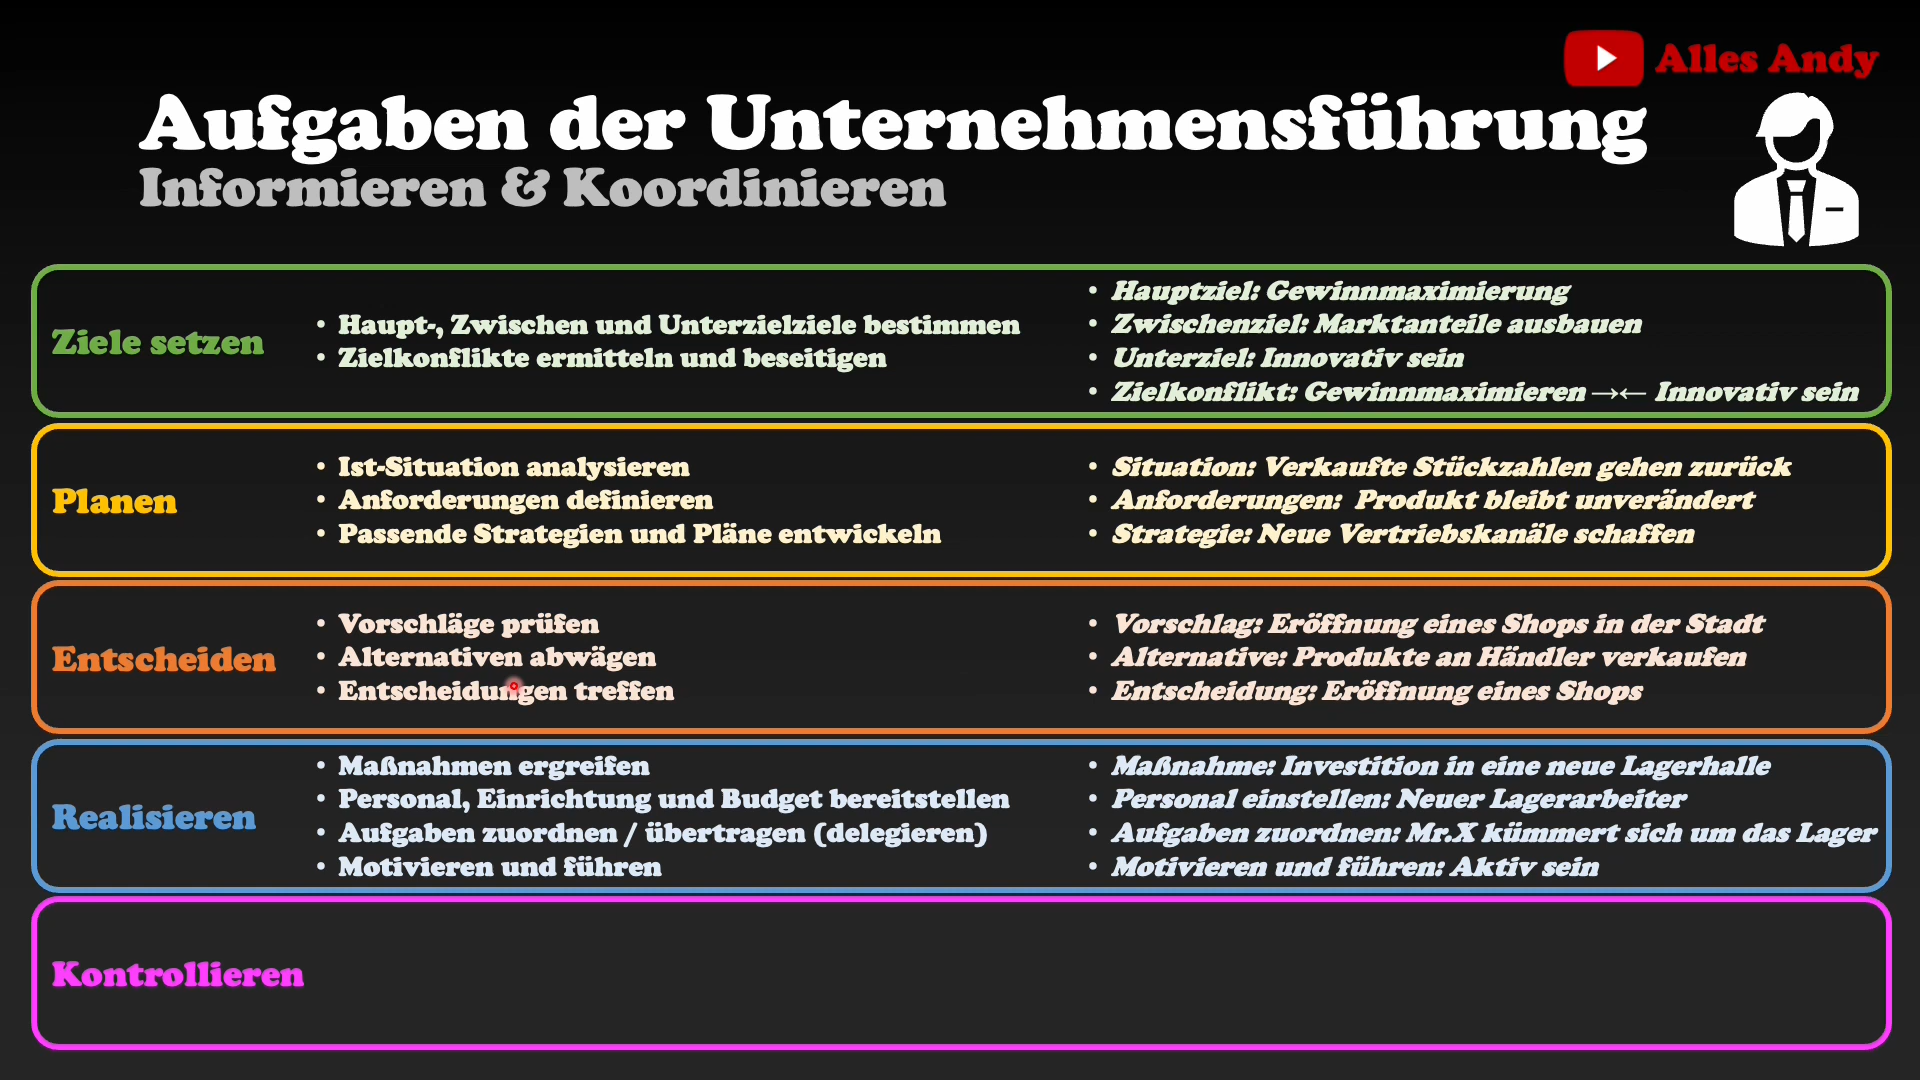 Alles Andy
Aufgaben der Unternehmensführung
Informieren & Koordinieren
Ziele setzen
• Haupt-, Zwischen und Unterzielziele bestimmen
• Zielkonflikte ermitteln und beseitigen
• Hauptziel: Gewinnmaximierung
• Zwischenziel: Marktanteile ausbauen
• Unterziel: Innovativ sein
• Zielkonflikt: Gewinnmaximieren →← Innovativ sein
Planen
• Ist-Situation analysieren
• Anforderungen definieren
• Passende Strategien und Pläne entwickeln
• Situation: Verkaufte Stückzahlen gehen zurück
• Anforderungen: Produkt bleibt unverändert
• Strategie: Neue Vertriebskanäle schaffen
Entscheiden
• Vorschläge prüfen
• Alternativen abwägen
• Entscheidungen treffen
• Vorschlag: Eröffnung eines Shops in der Stadt
• Alternative: Produkte an Händler verkaufen
• Entscheidung: Eröffnung eines Shops
Realisieren
• Maßnahmen ergreifen
• Personal, Einrichtung und Budget bereitstellen
• Aufgaben zuordnen / übertragen (delegieren)
• Motivieren und führen
• Maßnahme: Investition in eine neue Lagerhalle
• Personal einstellen: Neuer Lagerarbeiter
• Aufgaben zuordnen: Mr.X kümmert sich um das Lager
• Motivieren und führen: Aktiv sein
Kontrollieren